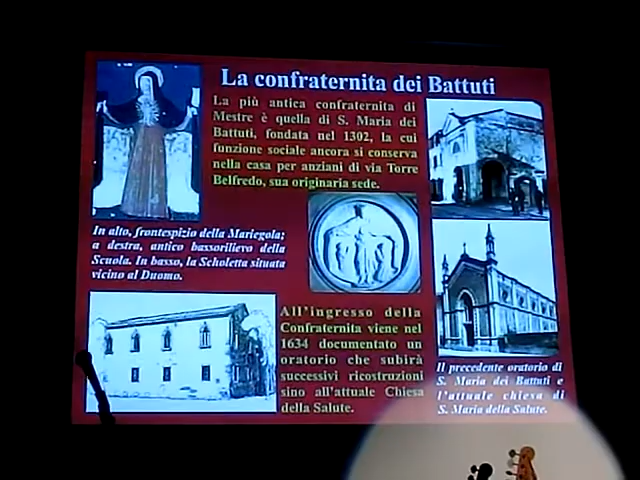 La confraternita dei Battuti
La più antica confraternita di
Mestre è quella di S. Maria dei
Battuti, fondata nel 1302, la cui
funzione sociale ancora si conserva
nella casa per anziani di via Torre
Belfredo, sua originaria sede.
In alto, frontespizio della Mariegola;
a destra, antico bassorilievo della
Scuola. In basso, la Scholetta situata
vicino al Duomo.
All'ingresso della
Confraternita viene nel
1634 documentato un
oratorio che subirà
successivi ricostruzioni
sino all'attuale Chiesa
della Salute.
Il precedente oratorio di
S. Maria dei Battuti e
l'attuale chiesa di
S. Maria della Salute.